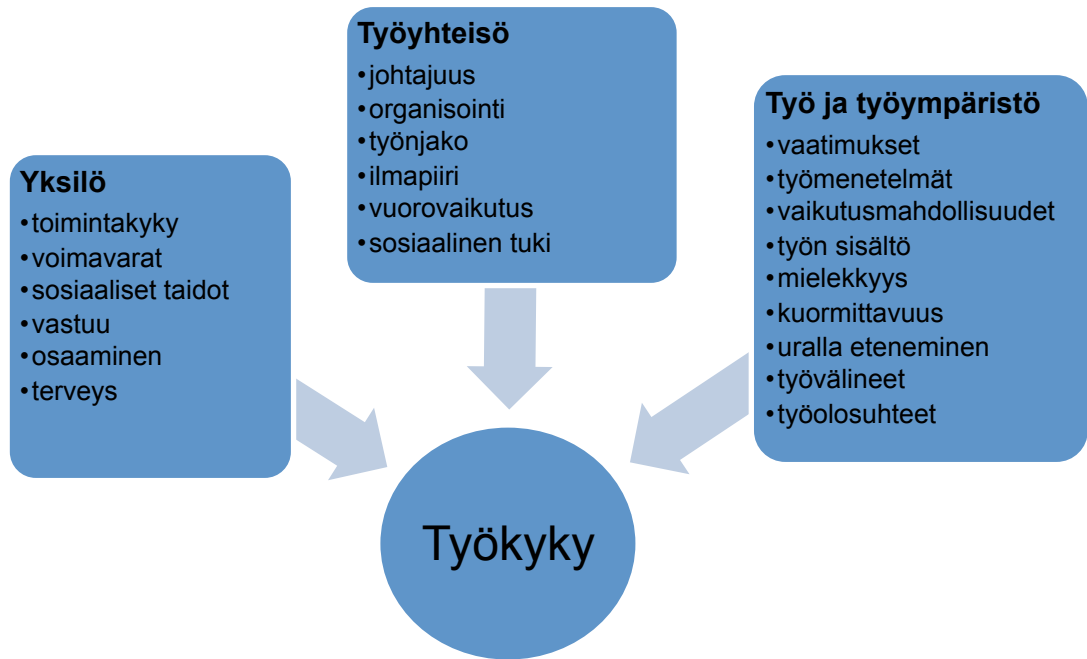 Yksilö
•toimintakyky
•voimavarat
•sosiaaliset taidot
•vastuu
•osaaminen
•terveys
Työyhteisö
•johtajuus
•organisointi
•työnjako
•ilmapiiri
•vuorovaikutus
•sosiaalinen tuki
Työ ja työympäristö
•vaatimukset
•työmenetelmät
•vaikutusmahdollisuudet
•työn sisältö
•mielekkyys
•kuormittavuus
•uralla eteneminen
•työvälineet
•työolosuhteet
Työkyky